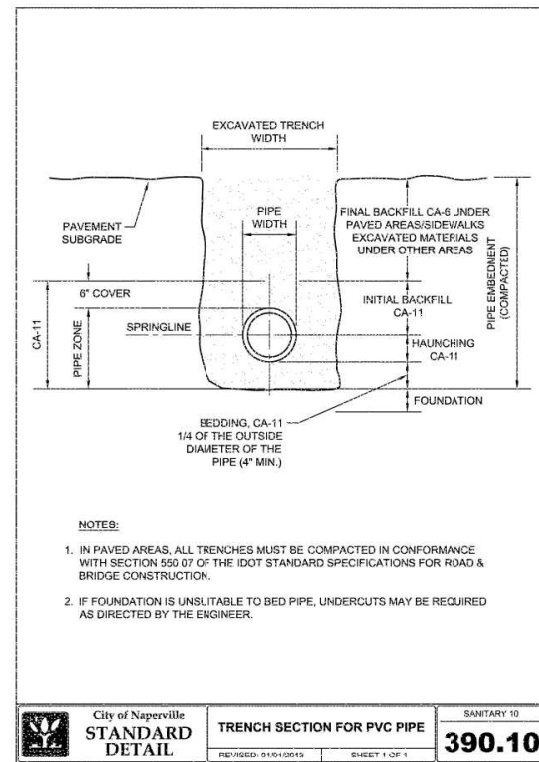 EXCAVATED TRENCH
WIDTH
PAVEMENT
SUBGRADE
PIPE
WIDTH
FINAL BACKFILL CA-6 UNDER
PAVED AREAS/SIDEWALKS
EXCAVATED MATERIALS
UNDER OTHER AREAS
PIPE EMBEDNENT
(COMPACTED)
6" COVER
INITIAL BACKFILL
CA-11
CA-11
PIPE ZONE
SPRINGLINE
HAUNCHING
CA-11
FOUNDATION
BEDDING, CA-11
1/4 OF THE OUTSIDE
DIAMETER OF THE
PIPE (4" MIN.)
NOTES:
1. IN PAVED AREAS, ALL TRENCHES MUST BE COMPACTED IN CONFORMANCE
WITH SECTION 550.07 OF THE IDOT STANDARD SPECIFICATIONS FOR ROAD &
BRIDGE CONSTRUCTION.
2. IF FOUNDATION IS UNSUITABLE TO BED PIPE, UNDERCUTS MAY BE REQUIRED
AS DIRECTED BY THE ENGINEER.
City of Naperville
STANDARD
DETAIL
TRENCH SECTION FOR PVC PIPE
REVISED: 01/01/2013
SHEET 1 OF 1
SANITARY 10
390.10